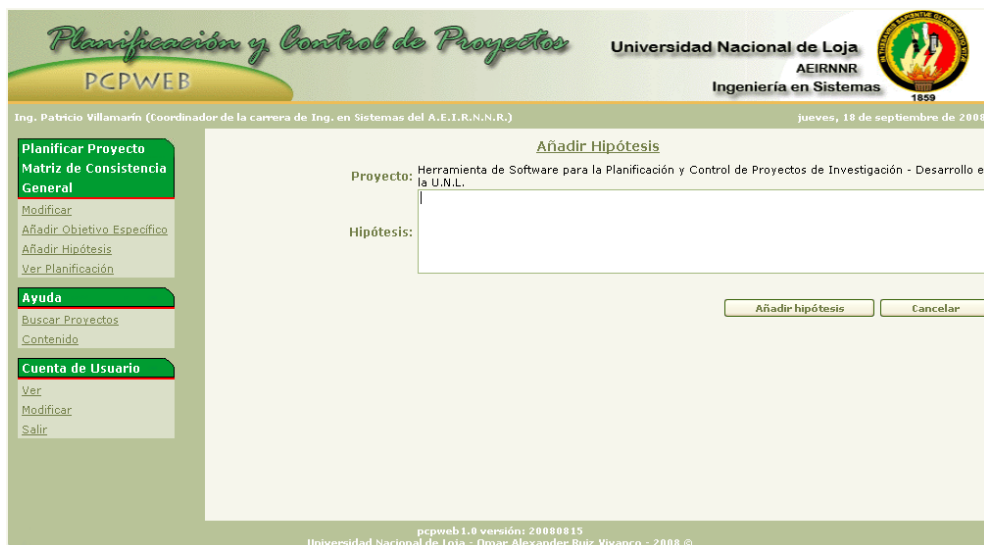 Planificación y Control de Proyectos
PCPWEB
Universidad Nacional de Loja
AEIRNNR
Ingeniería en Sistemas
1859
Ing. Patricio Villamarín (Coordinador de la carrera de Ing. en Sistemas del A.E.I.R.N.N.R.)
jueves, 18 de septiembre de 2008
Planificar Proyecto
Matriz de Consistencia
General
Modificar
Añadir Objetivo Específico
Añadir Hipótesis
Ver Planificación
Ayuda
Buscar Proyectos
Contenido
Cuenta de Usuario
Ver
Modificar
Salir
Añadir Hipótesis
Proyecto: Herramienta de Software para la Planificación y Control de Proyectos de Investigación - Desarrollo e
la U.N.L.
Hipótesis:
Añadir hipótesis
Cancelar
pcpweb1.0 versión: 20080815
Universidad Nacional de Loja - Omar Alexander Ruiz Vivanco - 2008 ©